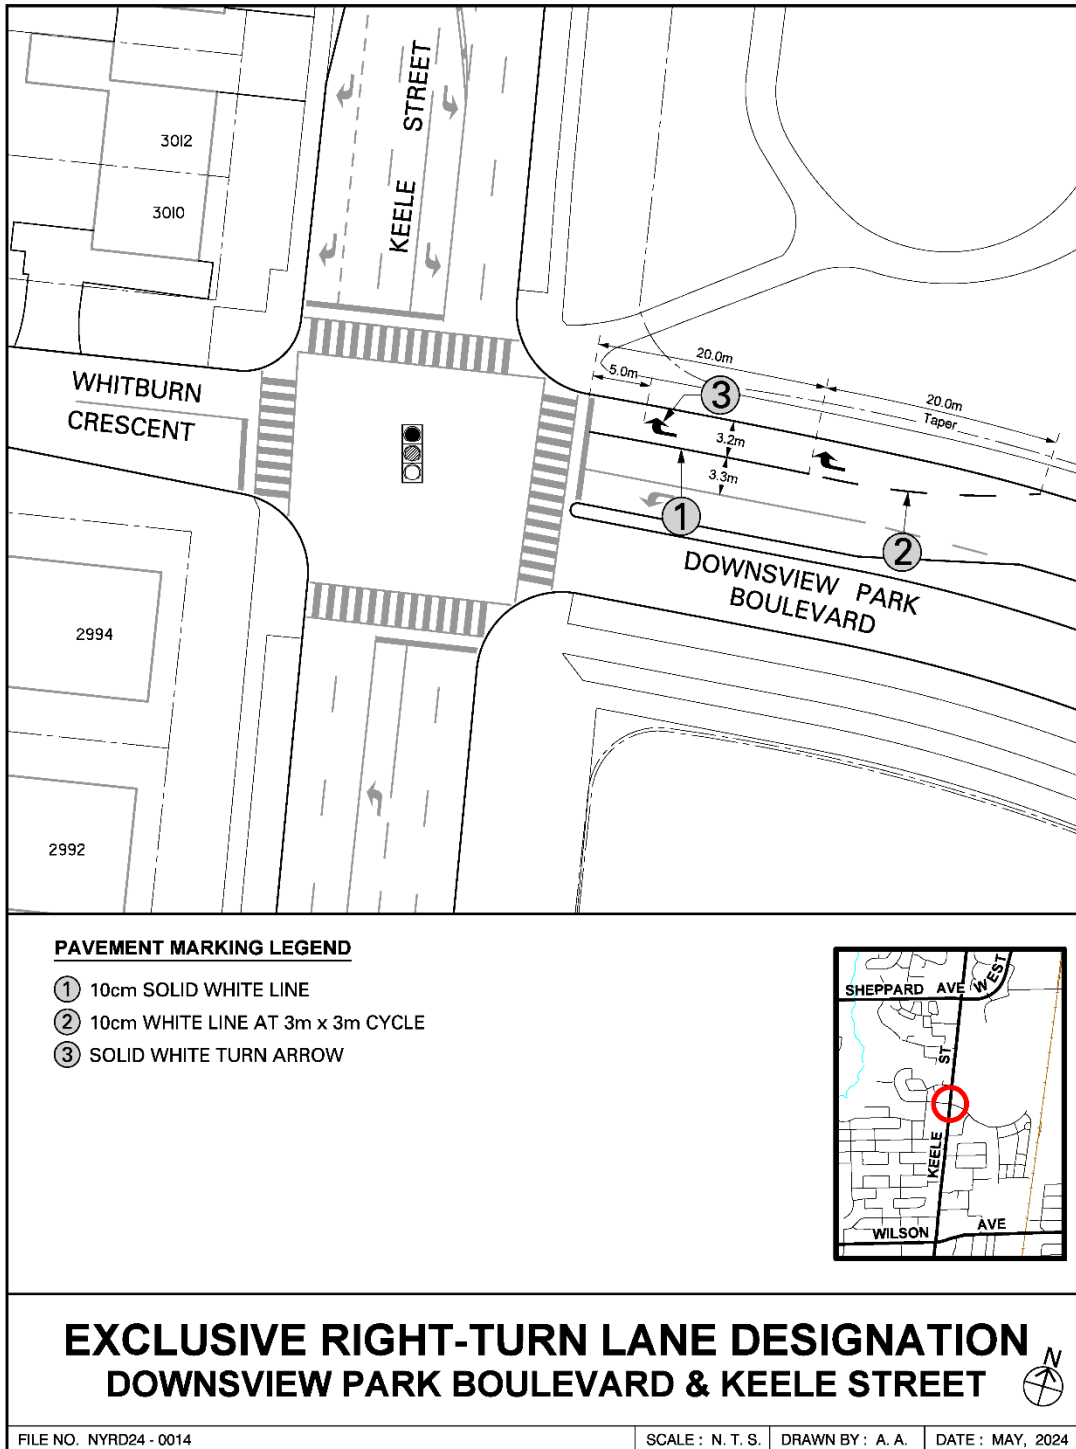 KEELE STREET
3012
3010
WHITBURN
CRESCENT
20.0m
5.0m
20.0m
Taper
3
3.2m
3.3m
1
2
DOWNSVIEW PARK
BOULEVARD
2994
2992
PAVEMENT MARKING LEGEND
1 10cm SOLID WHITE LINE
2 10cm WHITE LINE AT 3m x 3m CYCLE
3 SOLID WHITE TURN ARROW
SHEPPARD AVE WEST
KEELE ST
WILSON AVE
EXCLUSIVE RIGHT-TURN LANE DESIGNATION
DOWNSVIEW PARK BOULEVARD & KEELE STREET
N
FILE NO. NYRD24 - 0014
SCALE : N. T. S.
DRAWN BY : A. A.
DATE : MAY, 2024